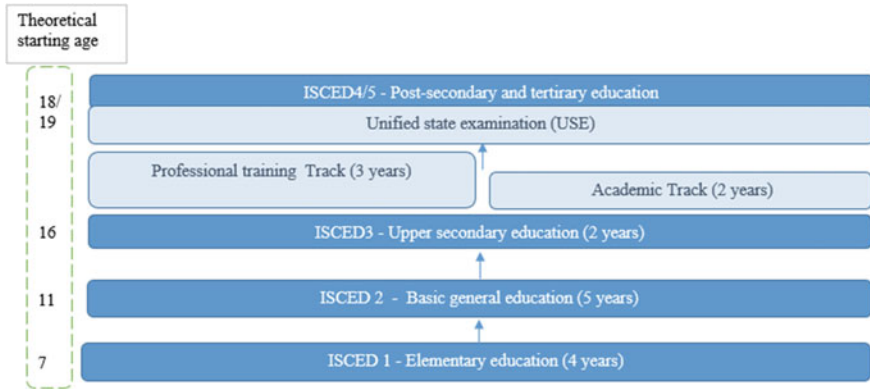 Theoretical
starting age
18/
19
ISCED4/5 - Post-secondary and tertirary education
Unified state examination (USE)
Professional training Track (3 years)
Academic Track (2 years)
16
ISCED3 - Upper secondary education (2 years)
11
ISCED 2 - Basic general education (5 years)
7
ISCED 1 - Elementary education (4 years)